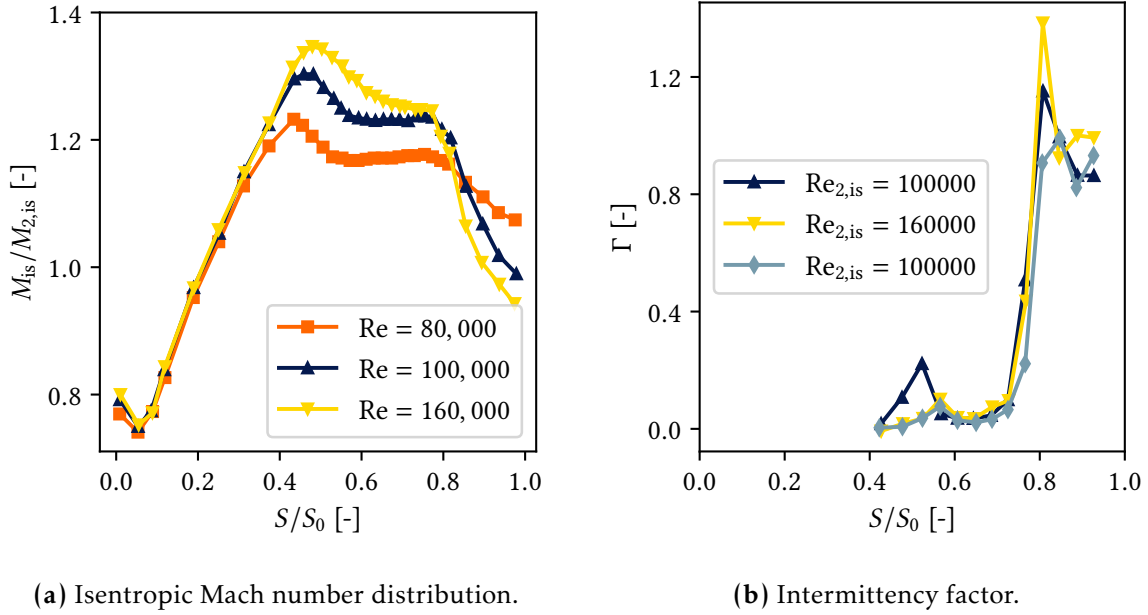 1.4
1.2
1.0
0.8
M_is/M_2,is [-]
Re = 80, 000
Re = 100, 000
Re = 160, 000
0.0 0.2 0.4 0.6 0.8 1.0
S/S_0 [-]
(a) Isentropic Mach number distribution.
1.2
0.8
0.4
0.0
Γ [-]
Re_2,is = 100000
Re_2,is = 160000
Re_2,is = 100000
0.0 0.2 0.4 0.6 0.8 1.0
S/S_0 [-]
(b) Intermittency factor.